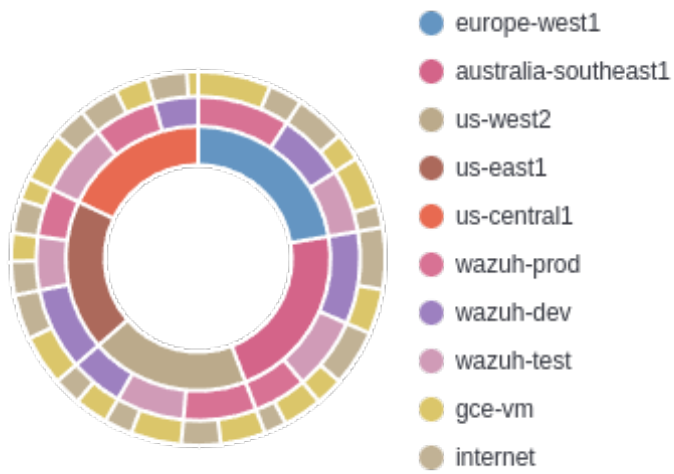 europe-west1
australia-southeast1
us-west2
us-east1
us-central1
wazuh-prod
wazuh-dev
wazuh-test
gce-vm
internet